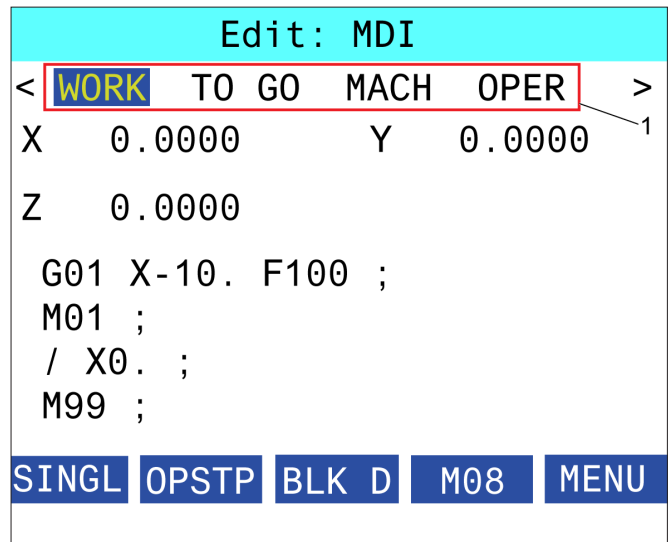 Edit: MDI
< WORK TO GO MACH OPER >
1
X 0.0000 Y 0.0000
Z 0.0000
G01 X-10. F100 ;
M01 ;
/ X0. ;
M99 ;
SINGL OPSTP BLK D M08 MENU